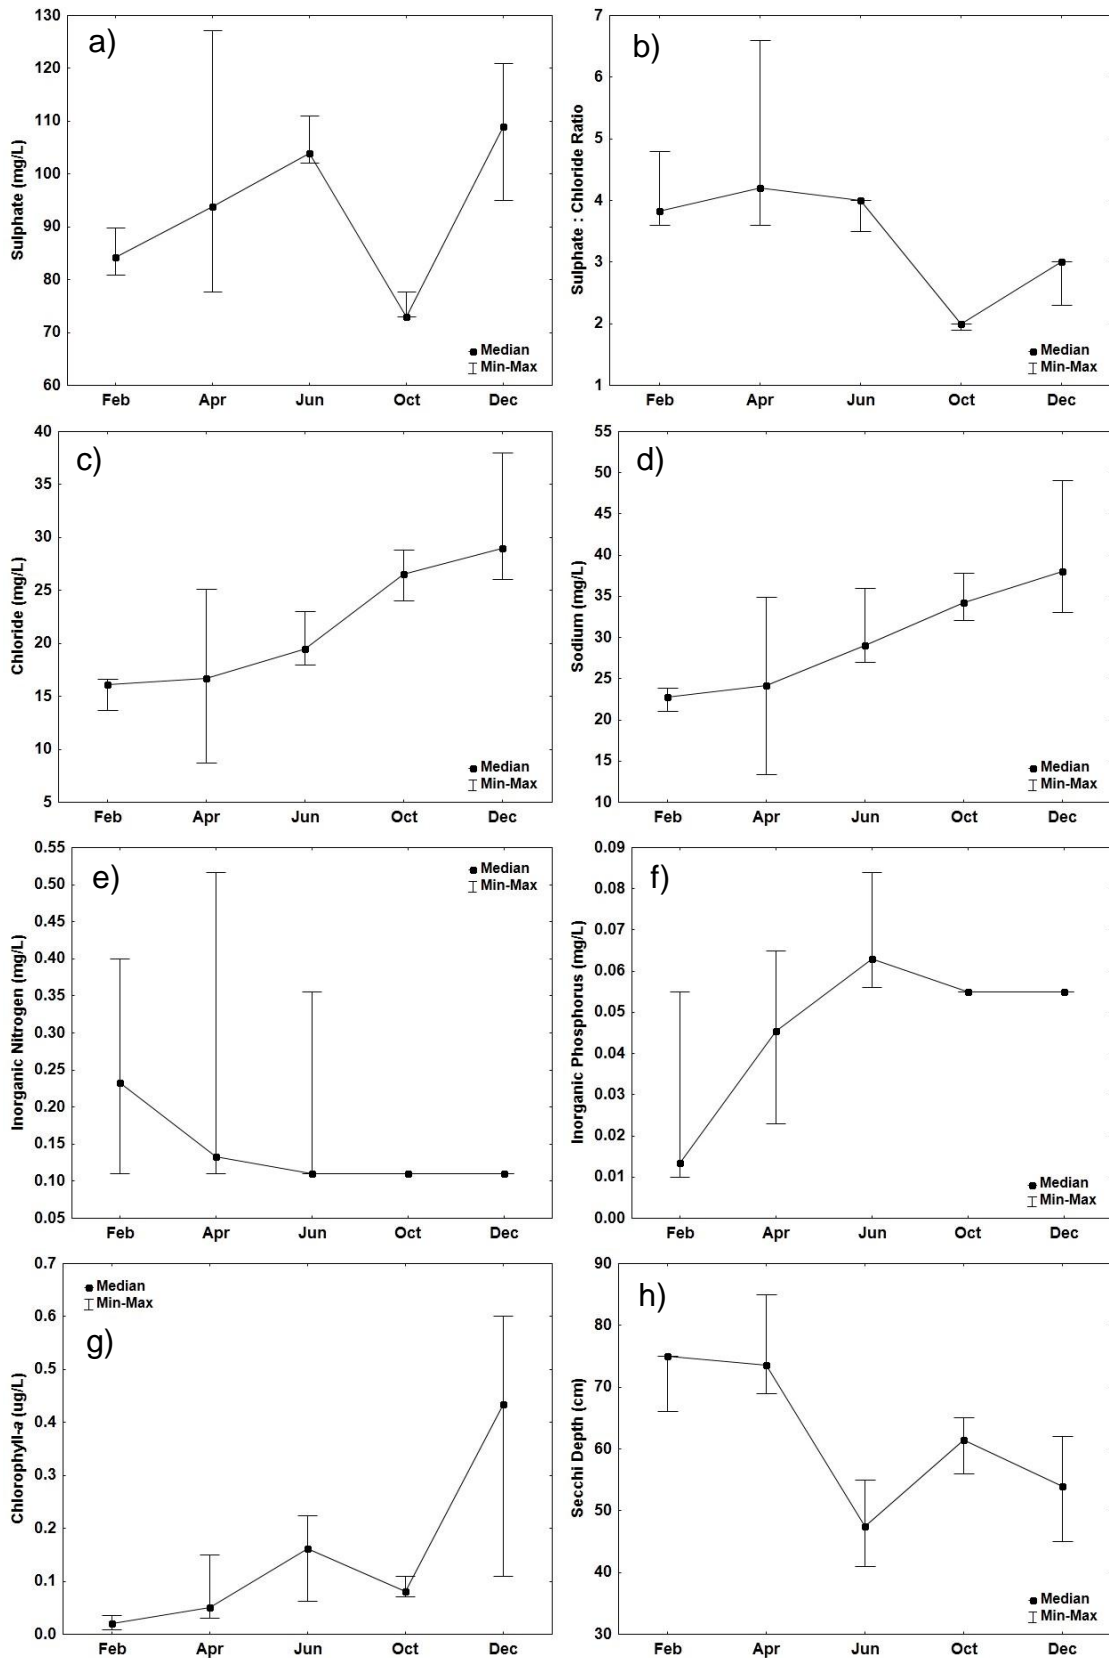 a)
Sulphate (mg/L)
130
120
110
100
90
80
70
60
Median
Min-Max
Feb Apr Jun Oct Dec
b)
Sulphate : Chloride Ratio
7
6
5
4
3
2
1
Median
Min-Max
Feb Apr Jun Oct Dec
c)
Chloride (mg/L)
40
35
30
25
20
15
10
5
Median
Min-Max
Feb Apr Jun Oct Dec
d)
Sodium (mg/L)
55
50
45
40
35
30
25
20
15
10
Median
Min-Max
Feb Apr Jun Oct Dec
e)
Inorganic Nitrogen (mg/L)
0.55
0.50
0.45
0.40
0.35
0.30
0.25
0.20
0.15
0.10
0.05
Median
Min-Max
Feb Apr Jun Oct Dec
f)
Inorganic Phosphorus (mg/L)
0.09
0.08
0.07
0.06
0.05
0.04
0.03
0.02
0.01
0.00
Median
Min-Max
Feb Apr Jun Oct Dec
g)
Chlorophyll-a (ug/L)
0.7
0.6
0.5
0.4
0.3
0.2
0.1
0.0
Median
Min-Max
Feb Apr Jun Oct Dec
h)
Secchi Depth (cm)
90
80
70
60
50
40
30
Median
Min-Max
Feb Apr Jun Oct Dec